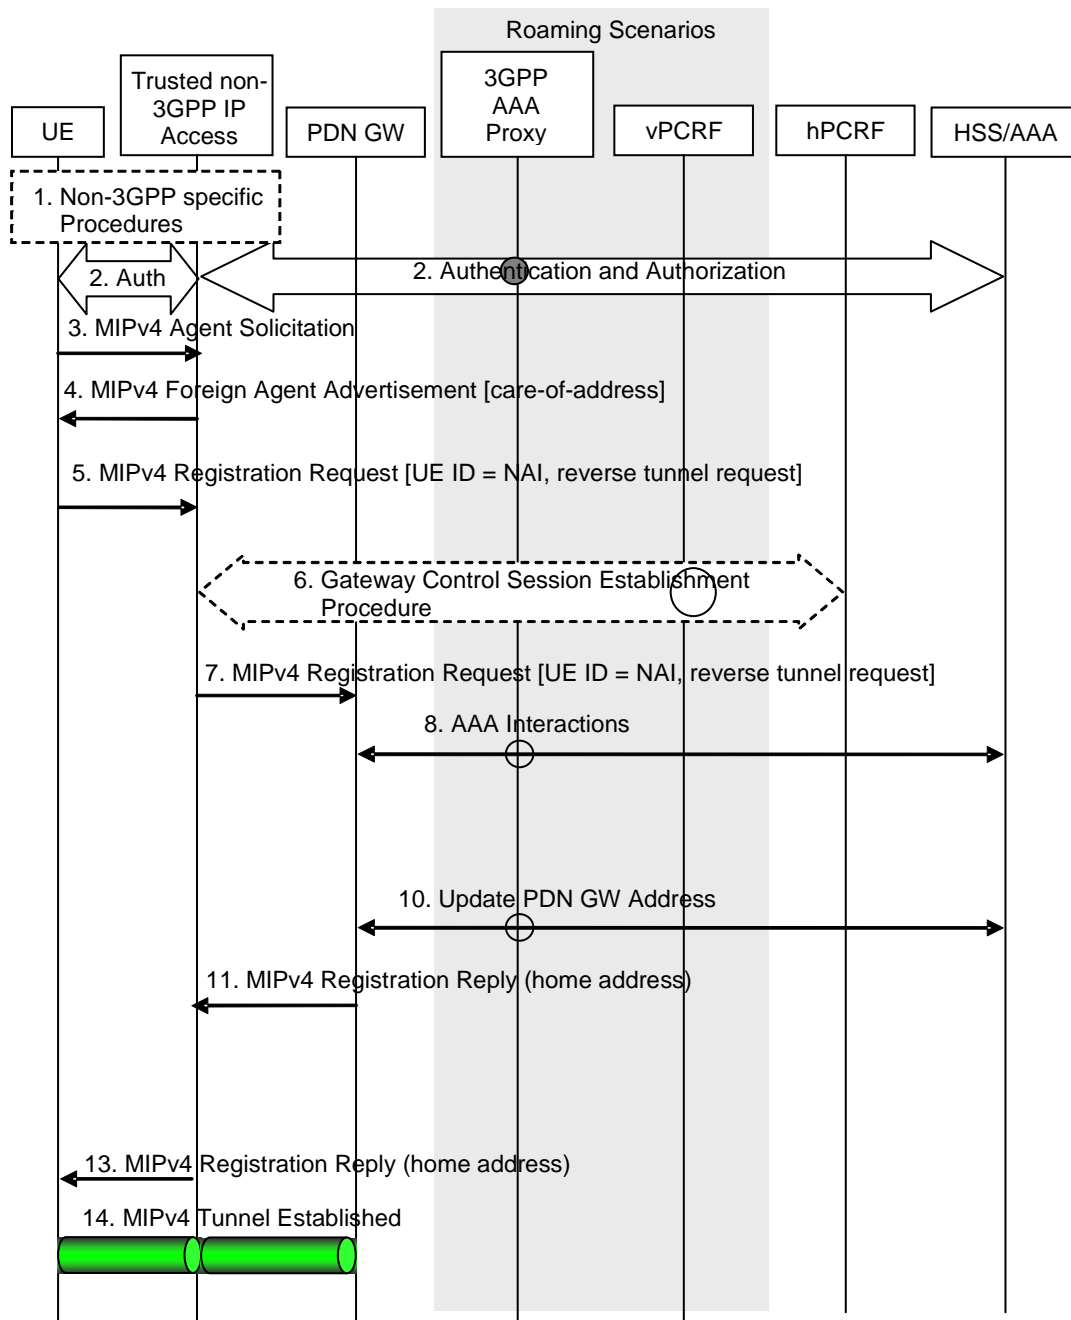 Roaming Scenarios
UE
Trusted non-
3GPP IP
Access
PDN GW
3GPP
AAA
Proxy
vPCRF
hPCRF
HSS/AAA
1. Non-3GPP specific
Procedures
2. Auth
2. Authentication and Authorization
3. MIPv4 Agent Solicitation
4. MIPv4 Foreign Agent Advertisement [care-of-address]
5. MIPv4 Registration Request [UE ID = NAI, reverse tunnel request]
6. Gateway Control Session Establishment
Procedure
7. MIPv4 Registration Request [UE ID = NAI, reverse tunnel request]
8. AAA Interactions
10. Update PDN GW Address
11. MIPv4 Registration Reply (home address)
13. MIPv4 Registration Reply (home address)
14. MIPv4 Tunnel Established